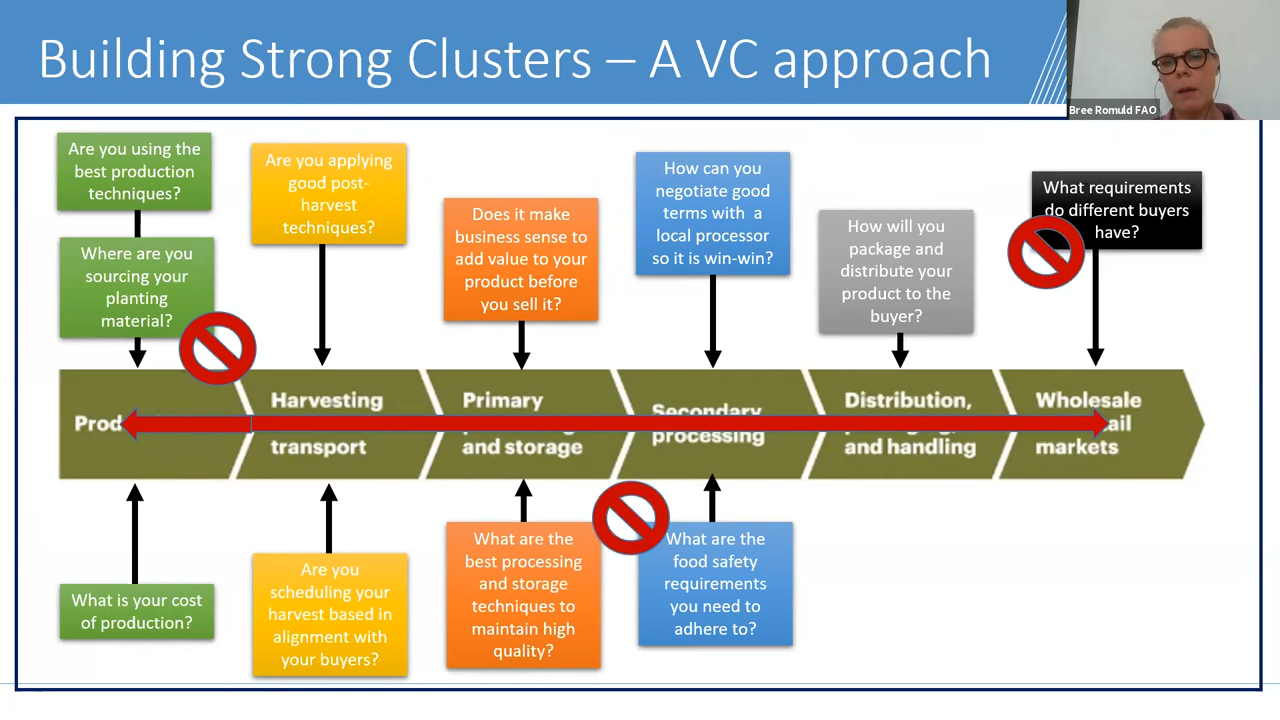 Building Strong Clusters – A VC approach
Bree Romuld FAO
Are you using the
best production
techniques?
Where are you
sourcing your
planting
material?
Are you applying
good post-
harvest
techniques?
Does it make
business sense to
add value to your
product before
you sell it?
How can you
negotiate good
terms with a
local processor
so it is win-win?
How will you
package and
distribute your
product to the
buyer?
What requirements
do different buyers
have?
Harvesting
transport
Primary
and storage
Secondary
processing
Distribution,
and handling
Wholesale
markets
What is your cost
of production?
Are you
scheduling your
harvest based in
alignment with
your buyers?
What are the
best processing
and storage
techniques to
maintain high
quality?
What are the
food safety
requirements
you need to
adhere to?